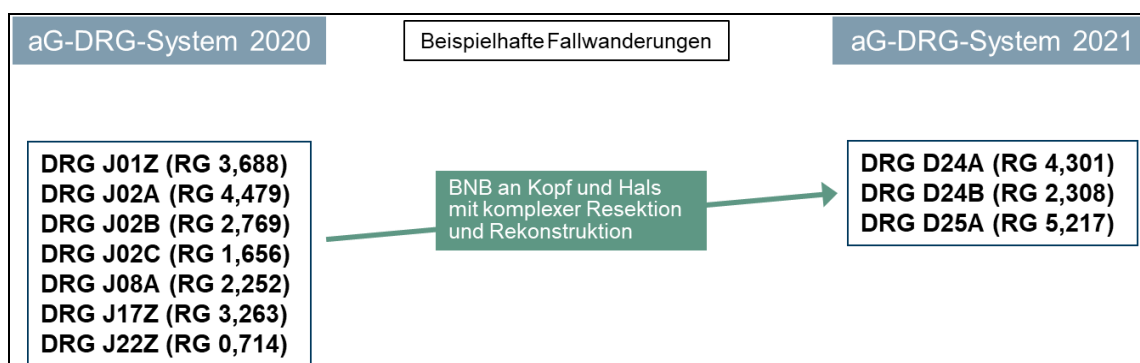 aG-DRG-System 2020
Beispielhafte Fallwanderungen
aG-DRG-System 2021
DRG J01Z (RG 3,688)
DRG J02A (RG 4,479)
DRG J02B (RG 2,769)
DRG J02C (RG 1,656)
DRG J08A (RG 2,252)
DRG J17Z (RG 3,263)
DRG J22Z (RG 0,714)
BNB an Kopf und Hals
mit komplexer Resektion
und Rekonstruktion
DRG D24A (RG 4,301)
DRG D24B (RG 2,308)
DRG D25A (RG 5,217)